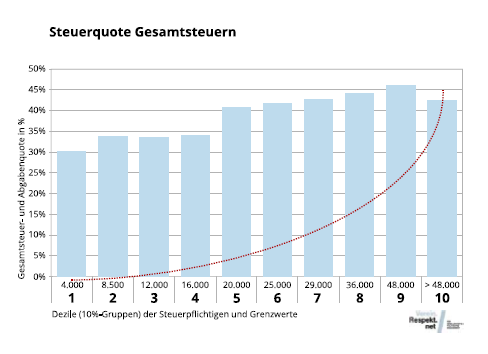 Steuerquote Gesamtsteuern
Gesamtsteuer- und Abgabenquote in %
50%
45%
40%
35%
30%
25%
20%
15%
10%
5%
0%
4,000 8,500 12,000 16,000 20,000 25,000 29,000 36,000 48.000 > 48,000
1 2 3 4 5 6 7 8 9 10
Dezile (10%-Gruppen) der Steuerpflichtigen und Grenzwerte
Verein
Respekt.
net